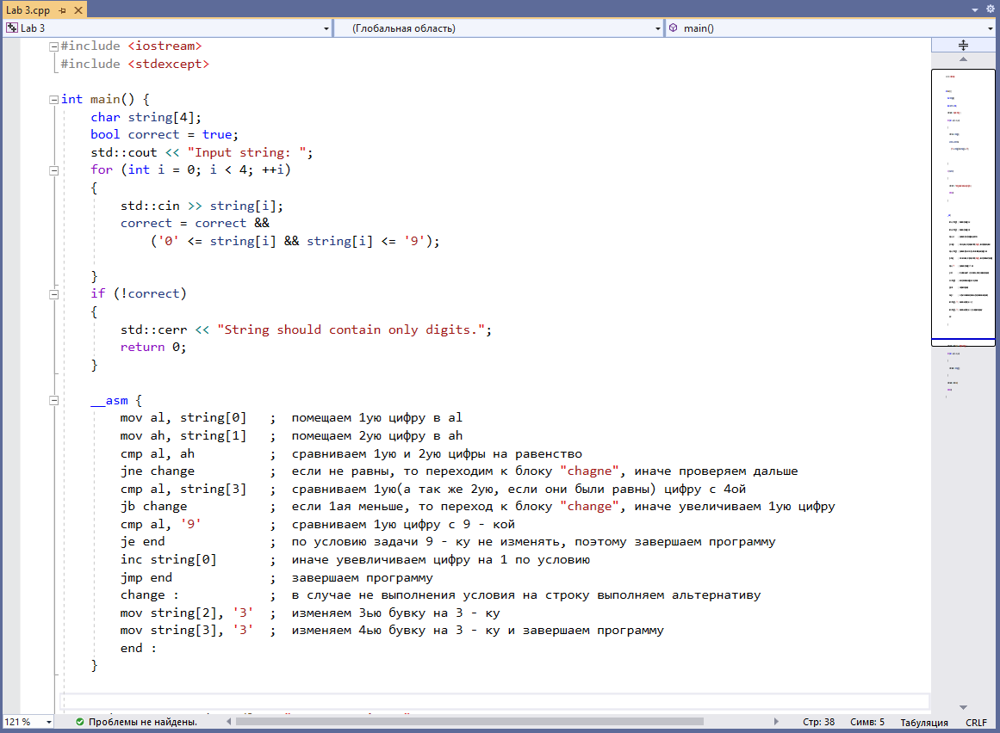 Lab 3.cpp
Lab 3 (Глобальная область) main()
#include <iostream>
#include <stdexcept>
int main() {
char string[4];
bool correct = true;
std::cout << "Input string: ";
for (int i = 0; i < 4; ++i)
{
std::cin >> string[i];
correct = correct &&
('0' <= string[i] && string[i] <= '9');
}
if (!correct)
{
std::cerr << "String should contain only digits.";
return 0;
}
__asm {
mov al, string[0] ; помещаем 1ую цифру в al
mov ah, string[1] ; помещаем 2ую цифру в ah
cmp al, ah ; сравниваем 1ую и 2ую цифры на равенство
jne change ; если не равны, то переходим к блоку "chagne", иначе проверяем дальше
cmp al, string[3] ; сравниваем 1ую(а так же 2ую, если они были равны) цифру с 4ой
jb change ; если 1ая меньше, то переход к блоку "change", иначе увеличиваем 1ую цифру
cmp al, '9' ; сравниваем 1ую цифру с 9 - кой
je end ; по условию задачи 9 - ку не изменять, поэтому завершаем программу
inc string[0] ; иначе увевличиваем цифру на 1 по условию
jmp end ; завершаем программу
change : ; в случае не выполнения условия на строку выполняем альтернативу
mov string[2], '3' ; изменяем 3ью бувку на 3 - ку
mov string[3], '3' ; изменяем 4ью бувку на 3 - ку и завершаем программу
end :
}
121 % Проблемы не найдены. Стр: 38 Симв: 5 Табуляция CRLF